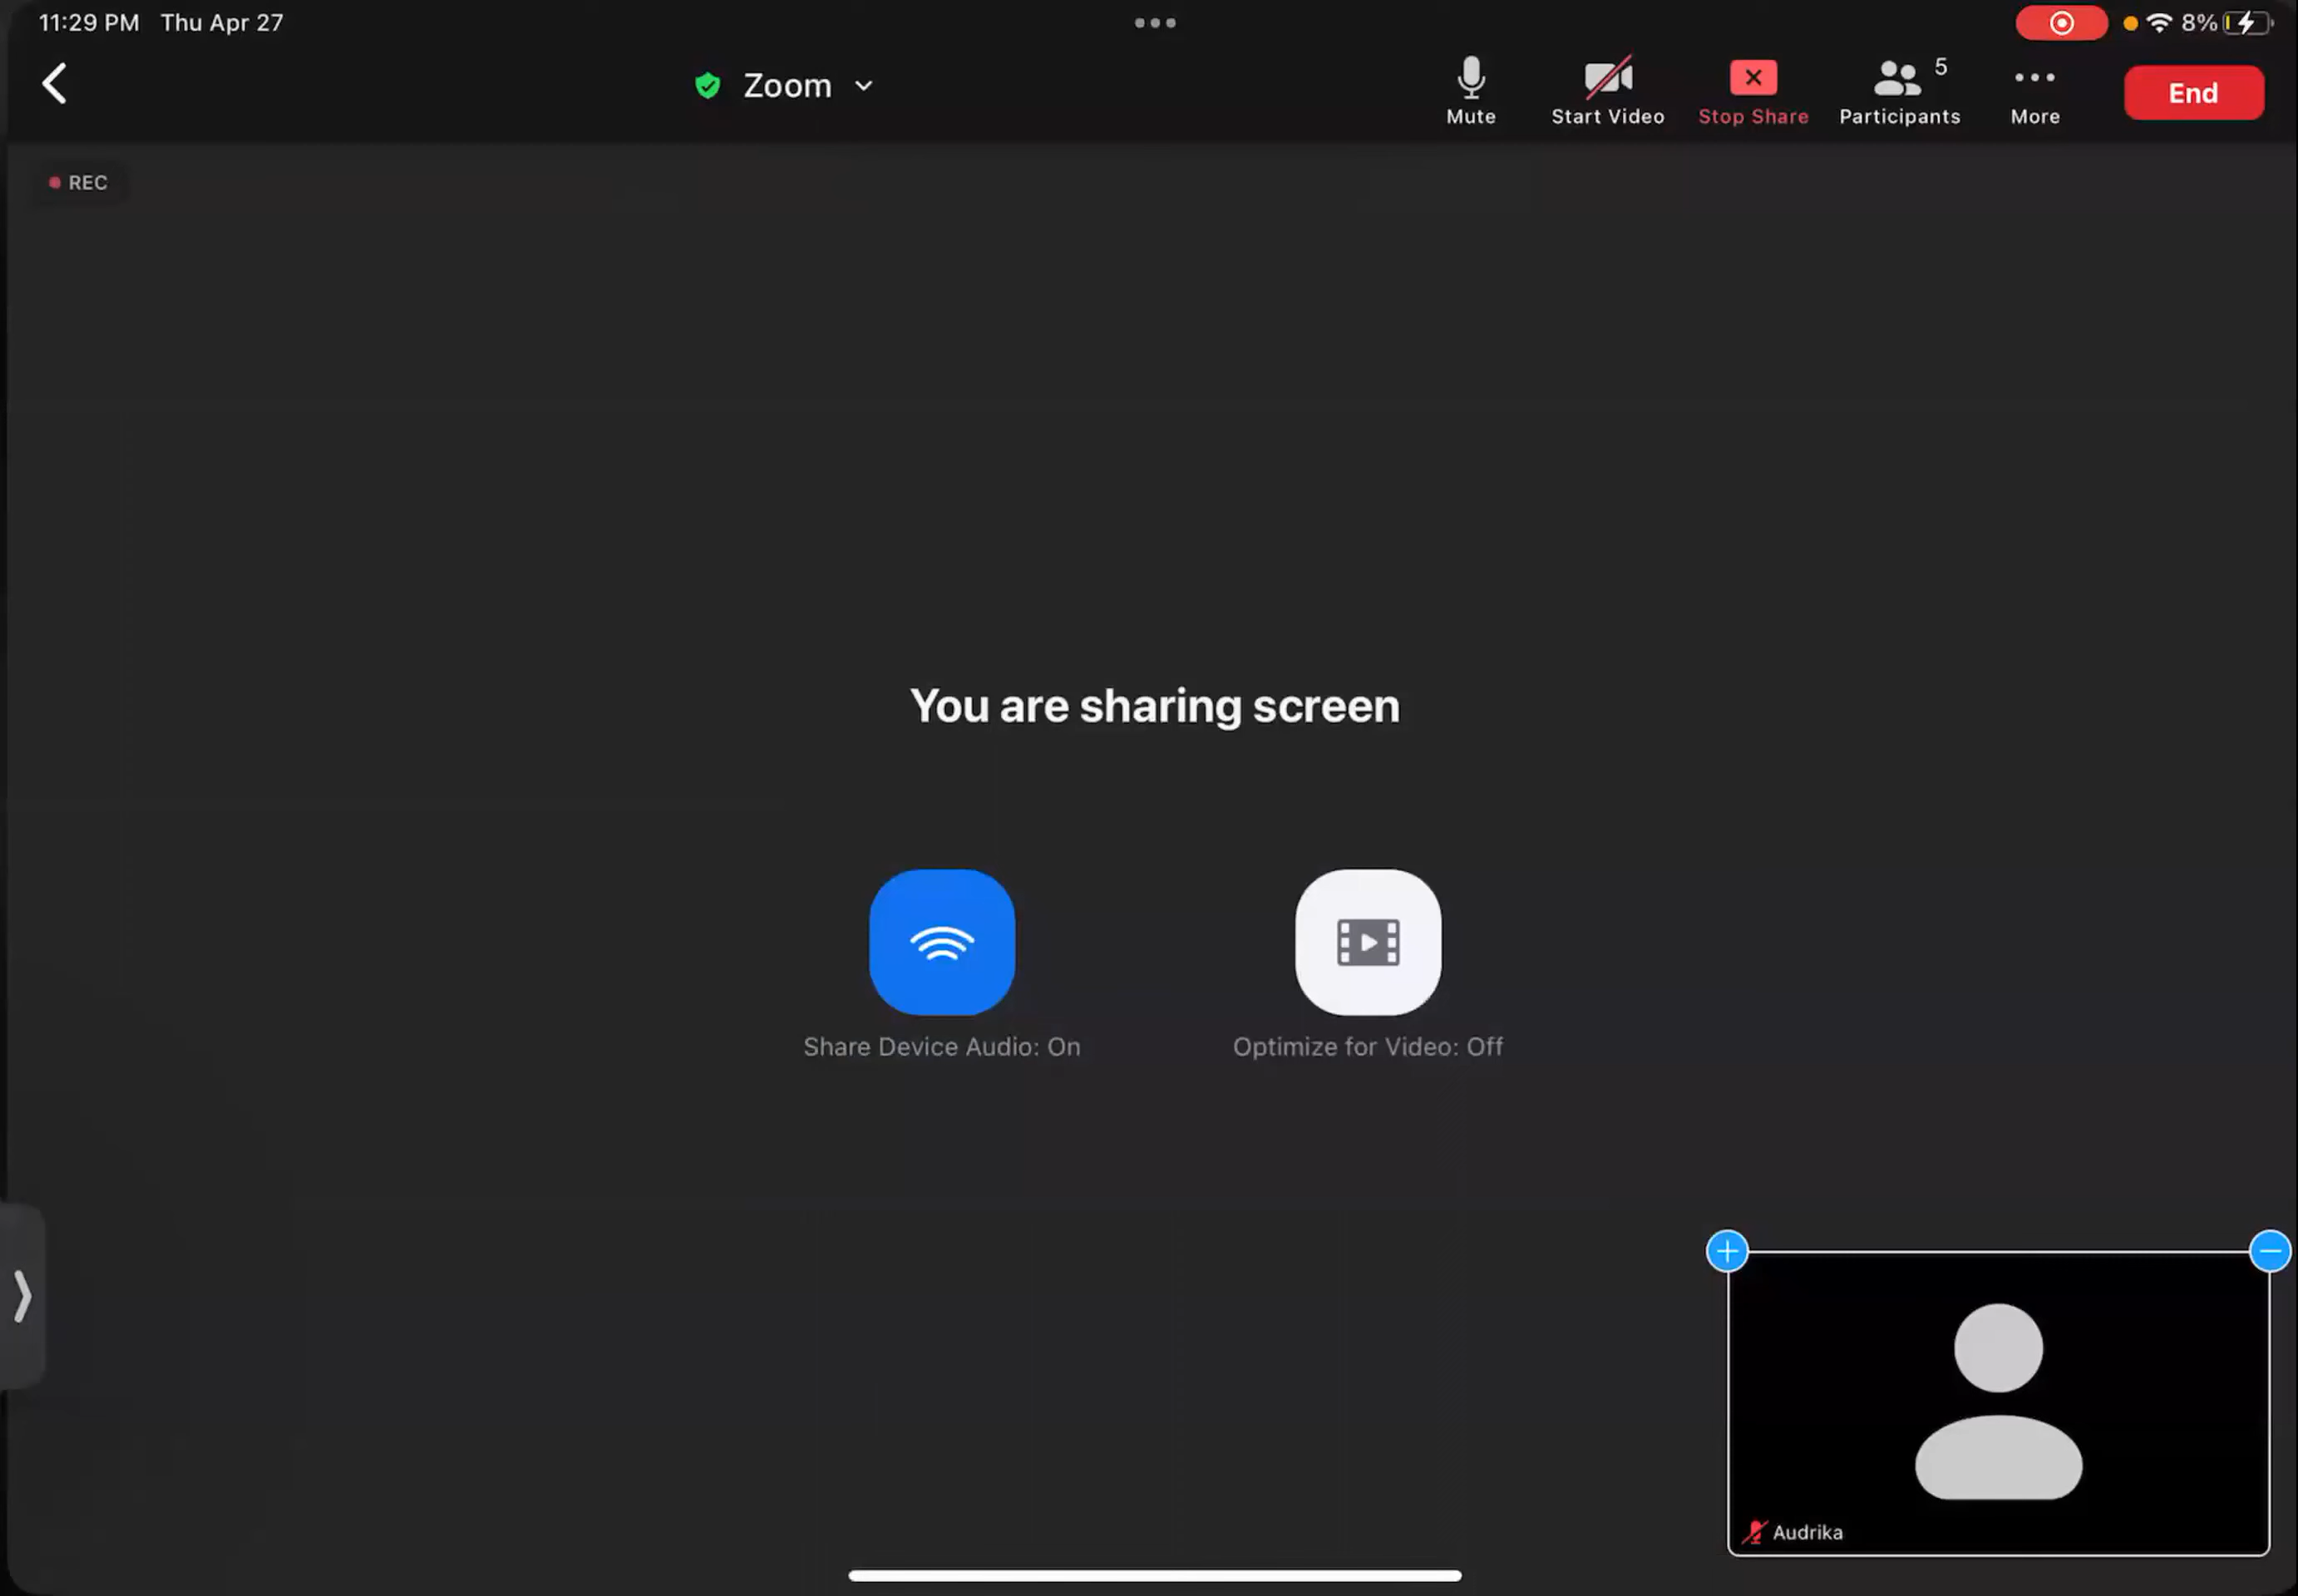 11:29 PM Thu Apr 27
8%
Zoom
Mute
Start Video
Stop Share
Participants
5
More
End
REC
You are sharing screen
Share Device Audio: On
Optimize for Video: Off
Audrika